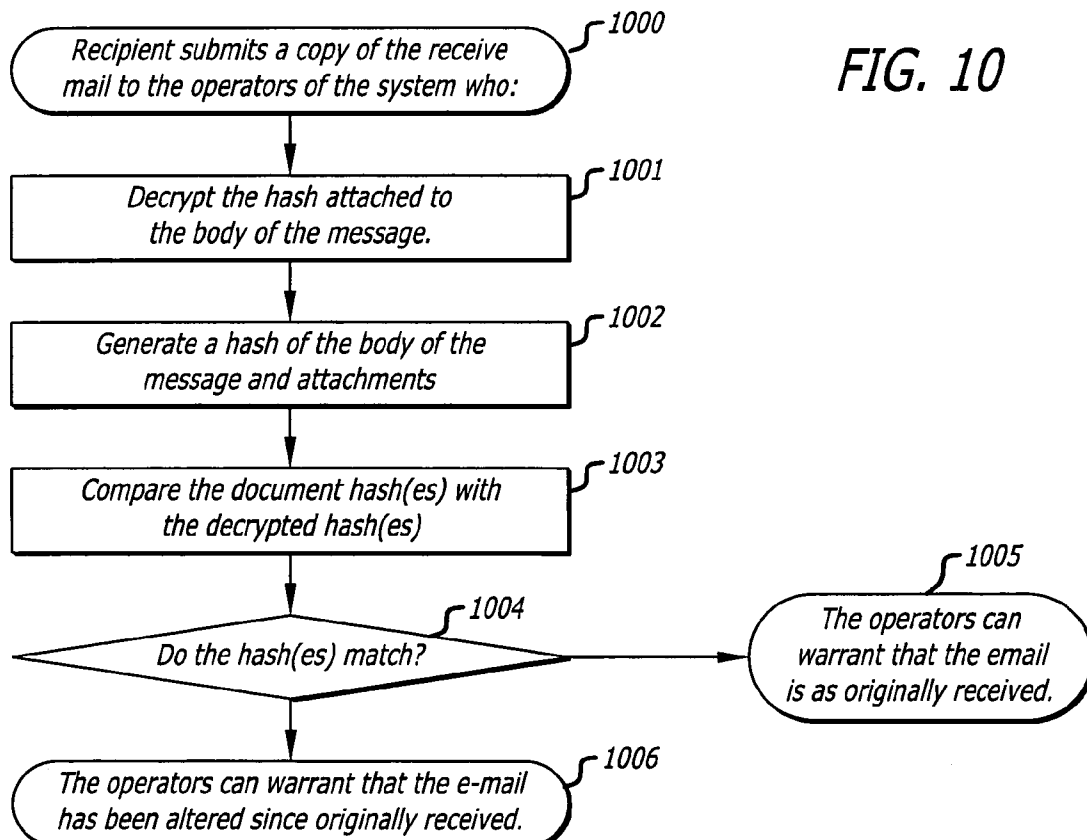 1000
FIG. 10
Recipient submits a copy of the receive
mail to the operators of the system who:
1001
Decrypt the hash attached to
the body of the message.
1002
Generate a hash of the body of the
message and attachments
1003
Compare the document hash(es) with
the decrypted hash(es)
1004
Do the hash(es) match?
1005
The operators can
warrant that the email
is as originally received.
1006
The operators can warrant that the e-mail
has been altered since originally received.